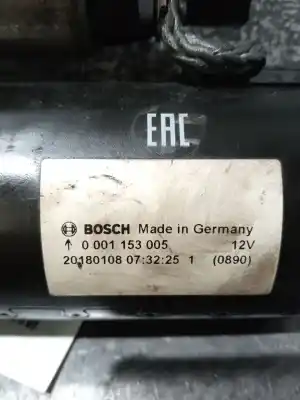 EAC
BOSCH Made in Germany
↑ 0 001 153 005 12V
20180108 07:32:25 1 (0890)